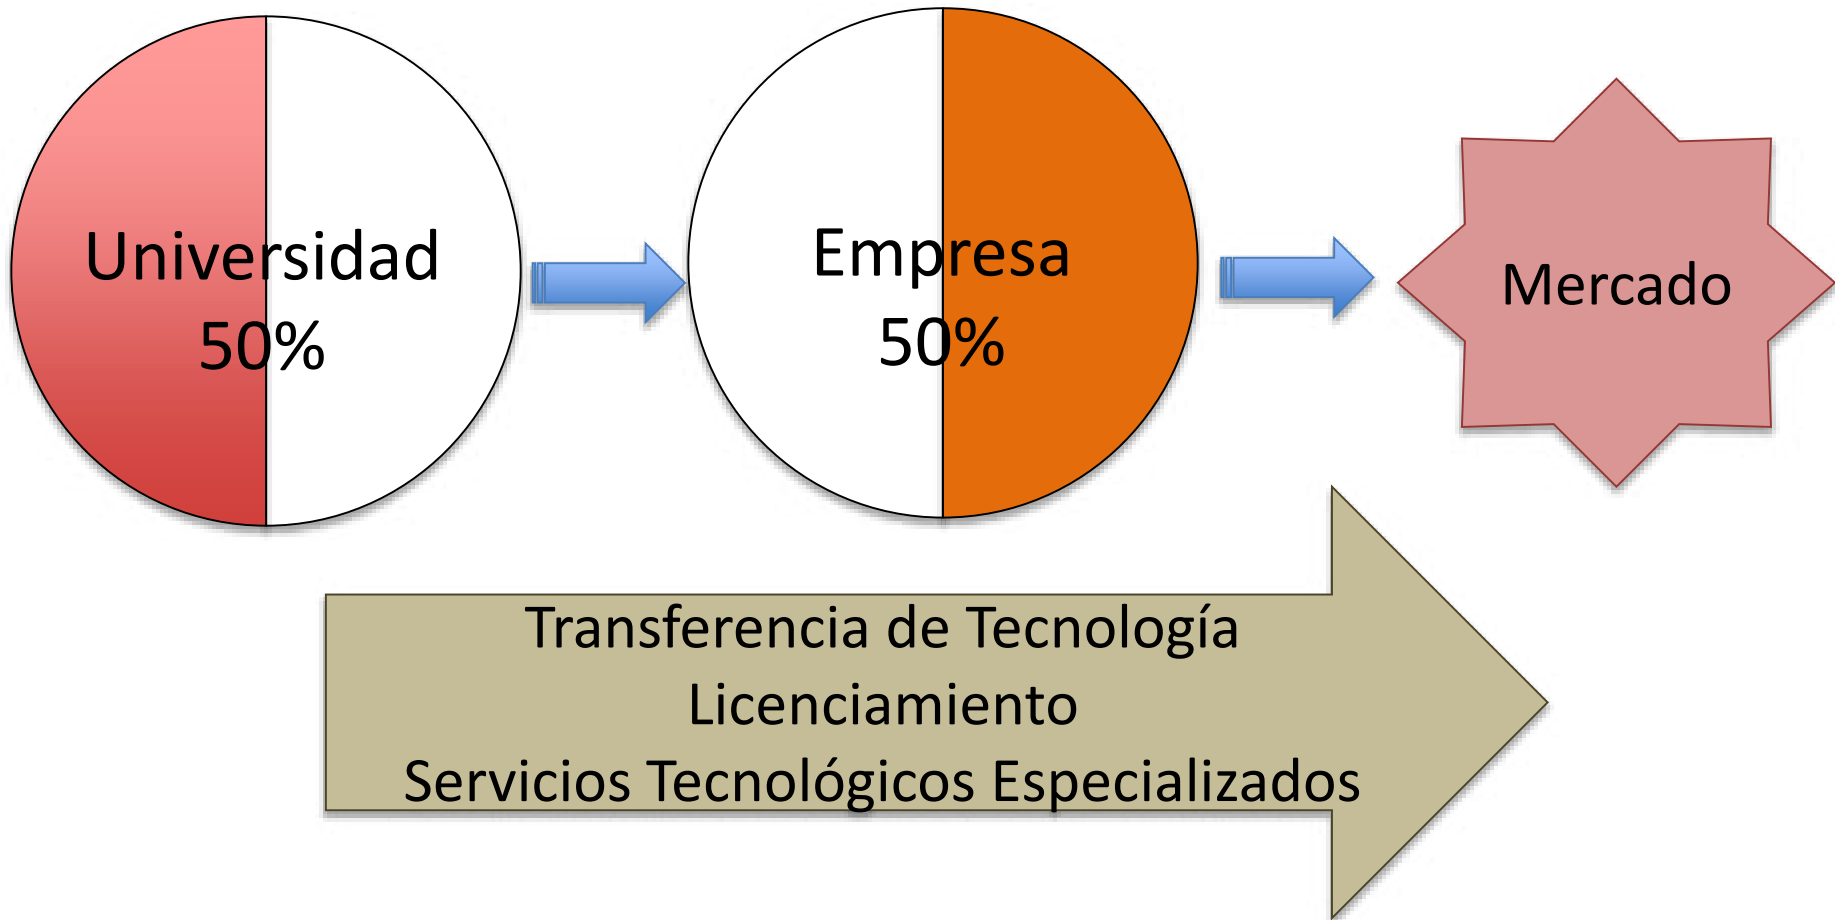 Universidad
50%
Empresa
50%
Mercado
Transferencia de Tecnología
Licenciamiento
Servicios Tecnológicos Especializados